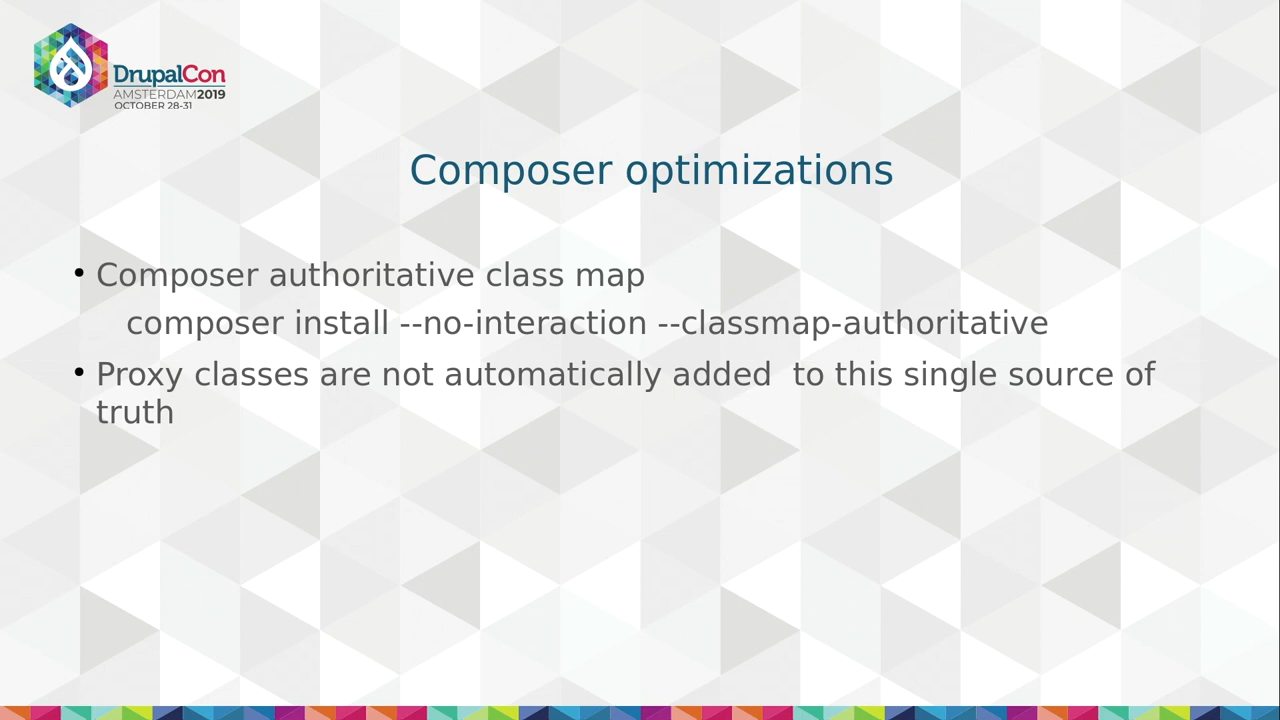 DrupalCon
AMSTERDAM2019
OCTOBER 28-31
Composer optimizations
• Composer authoritative class map
composer install --no-interaction --classmap-authoritative
• Proxy classes are not automatically added  to this single source of
truth